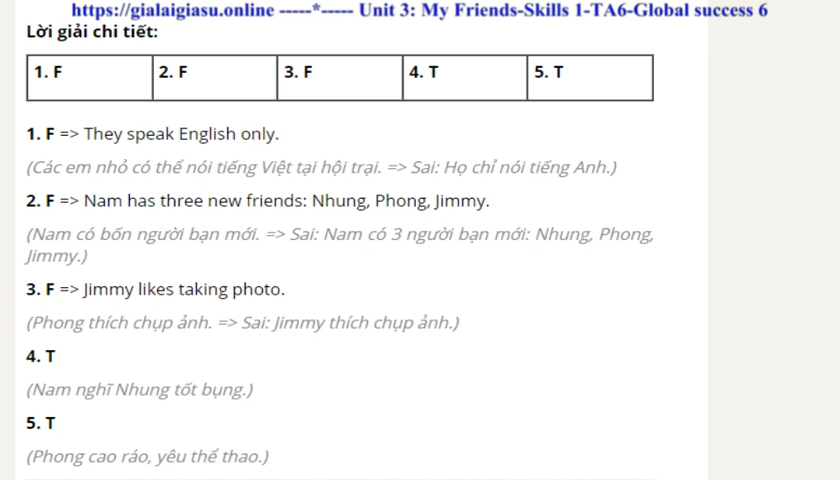 https://gialaigiasu.online -----*----- Unit 3: My Friends-Skills 1-TA6-Global success 6
Lời giải chi tiết:
1. F 2. F 3. F 4. T 5. T
1. F => They speak English only.
(Các em nhỏ có thể nói tiếng Việt tại hội trại. => Sai: Họ chỉ nói tiếng Anh.)
2. F => Nam has three new friends: Nhung, Phong, Jimmy.
(Nam có bốn người bạn mới. => Sai: Nam có 3 người bạn mới: Nhung, Phong,
Jimmy.)
3. F => Jimmy likes taking photo.
(Phong thích chụp ảnh. => Sai: Jimmy thích chụp ảnh.)
4. T
(Nam nghĩ Nhung tốt bụng.)
5. T
(Phong cao ráo, yêu thể thao.)